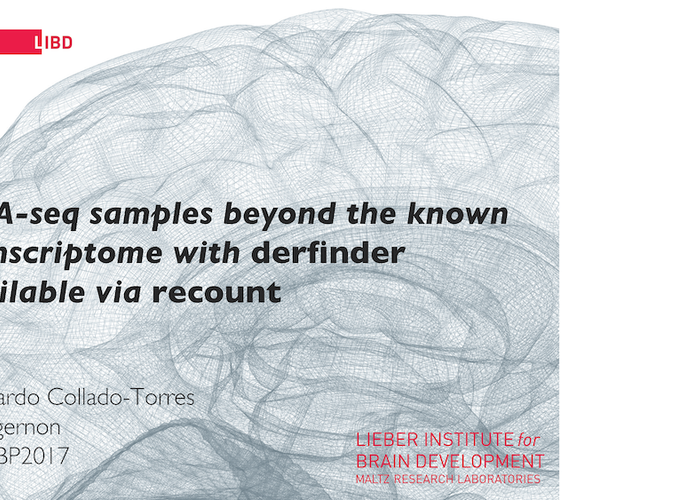 LIBD
A-seq samples beyond the known
nscriptome with derfinder
ilable via recount
ardo Collado-Torres
gernon
BP2017
LIEBER INSTITUTE for
BRAIN DEVELOPMENT
MALTZ RESEARCH LABORATORIES